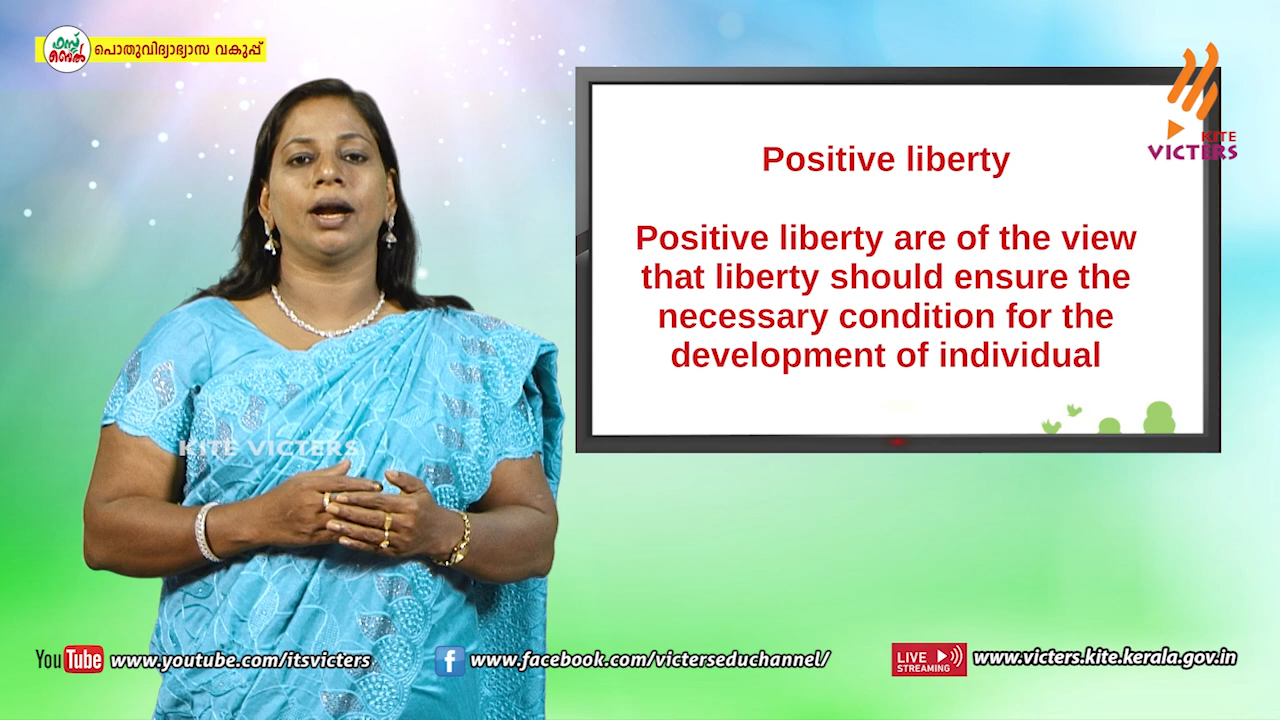 ഫസ്റ്റ്
ബെൽ
പൊതുവിദ്യാഭ്യാസ വകുപ്പ്
KITE
VICTERS
Positive liberty
Positive liberty are of the view
that liberty should ensure the
necessary condition for the
development of individual
KITE VICTERS
YouTube www.youtube.com/itsvicters
f www.facebook.com/victerseduchannel/
LIVE
STREAMING
www.victers.kite.kerala.gov.in